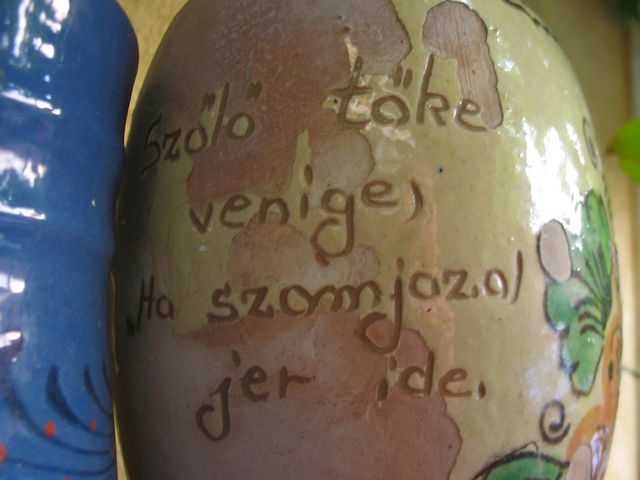 Szőlő tőke
venige,
Ha szomjazol
jer ide.